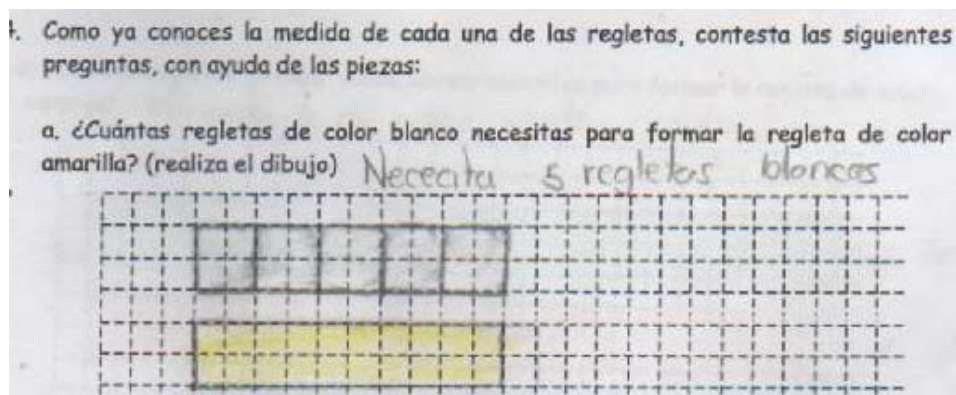 . Como ya conoces la medida de cada una de las regletas, contesta las siguientes
preguntas, con ayuda de las piezas:
a. ¿Cuántas regletas de color blanco necesitas para formar la regleta de color
amarilla? (realiza el dibujo) Nececita 5 regletas blancas